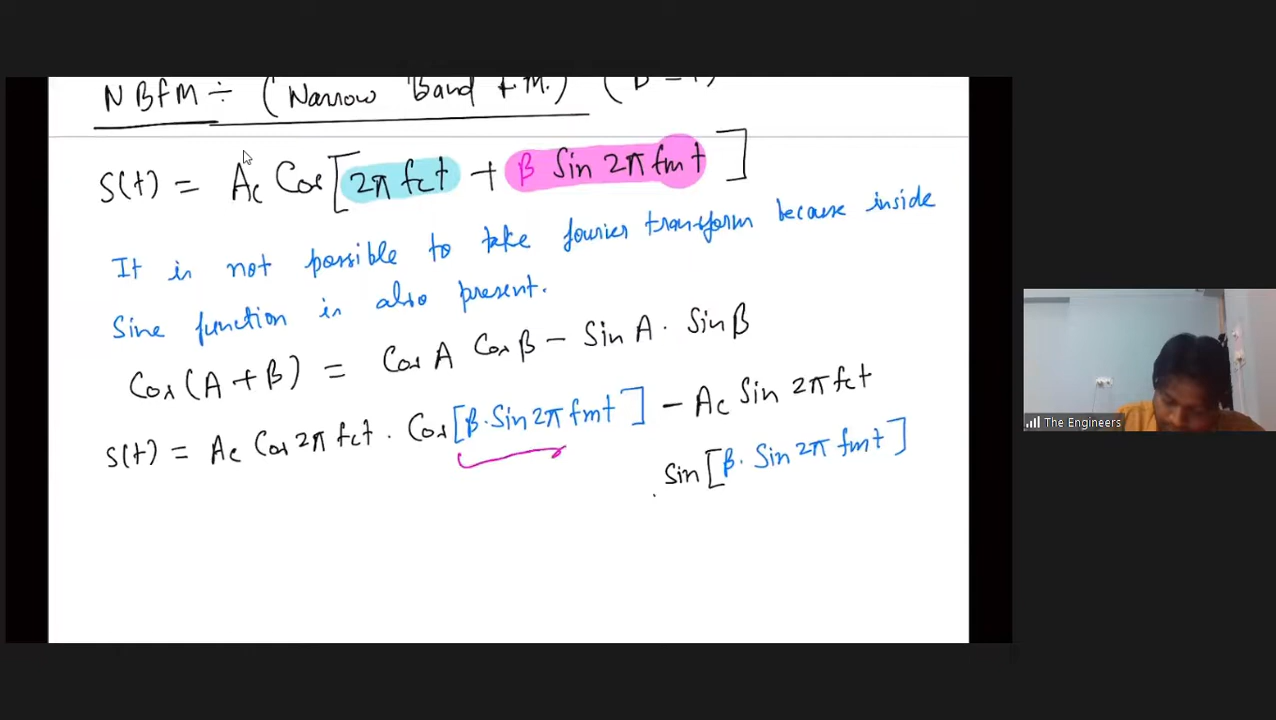 NBFM ÷ (Narrow Band F.M.)
S(t) = Ac Cos[2π fct + β Sin 2π fmt]
It is not possible to take fourier transform because inside
Sine function is also present.
Cos(A + B) = Cos A Cos B − Sin A · Sin B
S(t) = Ac Cos 2π fct · Cos[β · Sin 2π fmt] − Ac Sin 2π fct
· Sin[β · Sin 2π fmt]
The Engineers